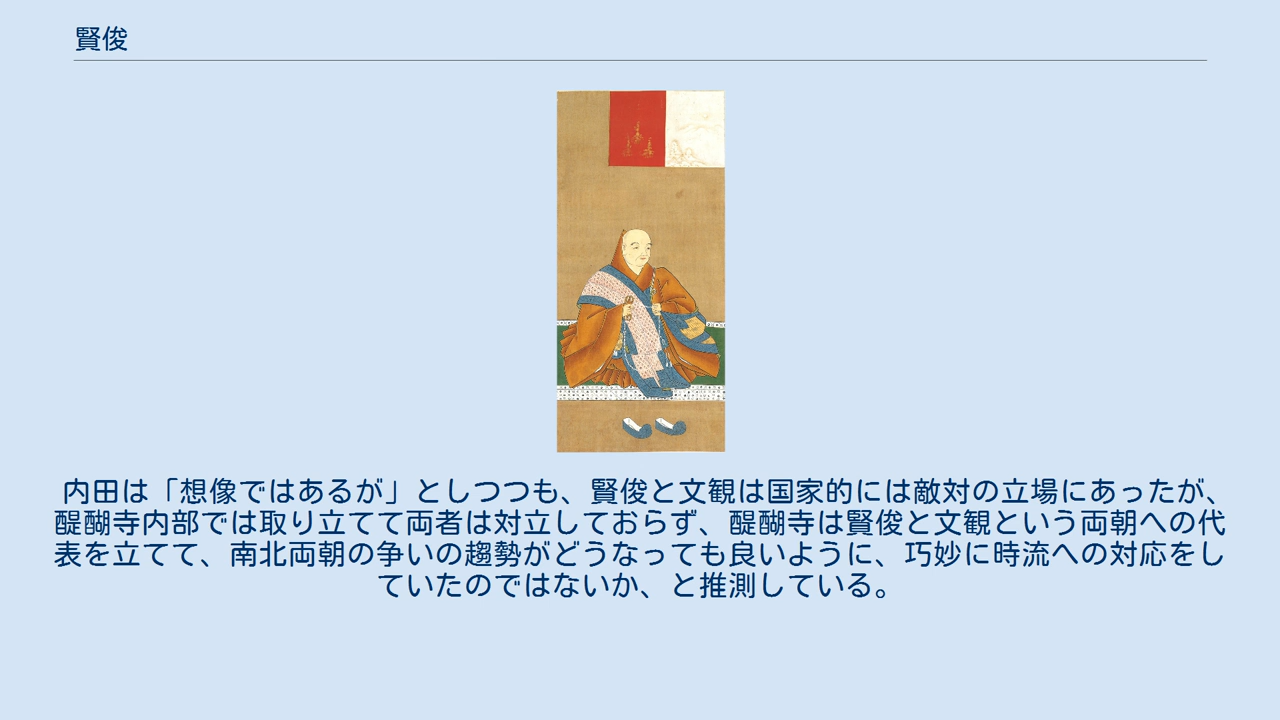 賢俊
内田は「想像ではあるが」としつつも、賢俊と文観は国家的には敵対の立場にあったが、
醍醐寺内部では取り立てて両者は対立しておらず、醍醐寺は賢俊と文観という両朝への代
表を立てて、南北両朝の争いの趨勢がどうなっても良いように、巧妙に時流への対応をし
ていたのではないか、と推測している。